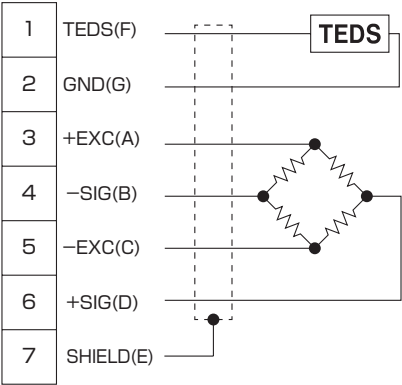 1 TEDS(F) TEDS
2 GND(G)
3 +EXC(A)
4 −SIG(B)
5 −EXC(C)
6 +SIG(D)
7 SHIELD(E)